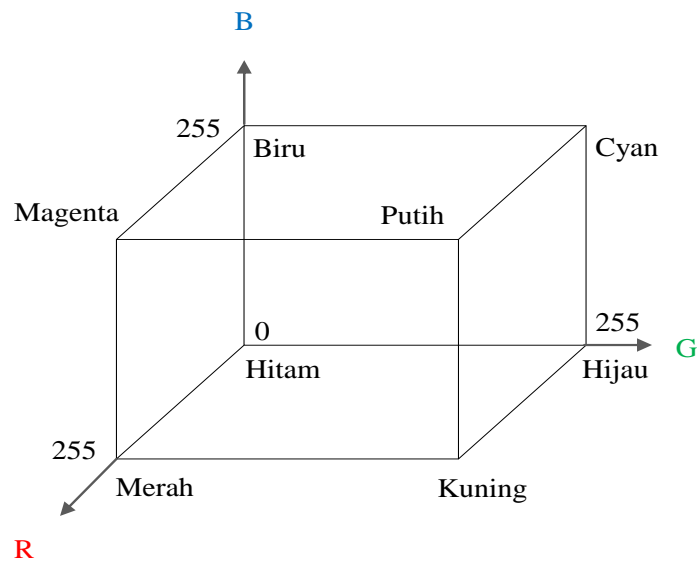 B
255
Biru
Cyan
Magenta
Putih
0
255
Hitam
Hijau
G
255
Merah
Kuning
R